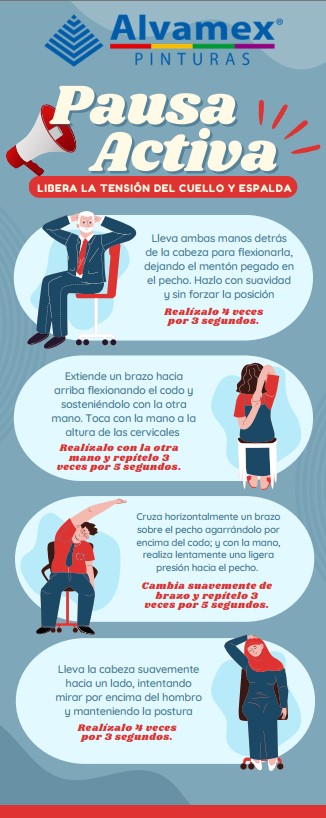 Alvamex®
PINTURAS
Pausa
Activa
LIBERA LA TENSIÓN DEL CUELLO Y ESPALDA
Lleva ambas manos detrás
de la cabeza para flexionarla,
dejando el mentón pegado en
el pecho. Hazlo con suavidad
y sin forzar la posición
Realízalo 4 veces
por 3 segundos.
Extiende un brazo hacia
arriba flexionando el codo y
sosteniéndolo con la otra
mano. Toca con la mano a la
altura de las cervicales
Realízalo con la otra
mano y repítelo 3
veces por 5 segundos.
Cruza horizontalmente un brazo
sobre el pecho agarrándolo por
encima del codo; y con la mano,
realiza lentamente una ligera
presión hacia el pecho.
Cambia suavemente de
brazo y repítelo 3
veces por 5 segundos.
Lleva la cabeza suavemente
hacia un lado, intentando
mirar por encima del hombro
y manteniendo la postura
Realízalo 4 veces
por 3 segundos.